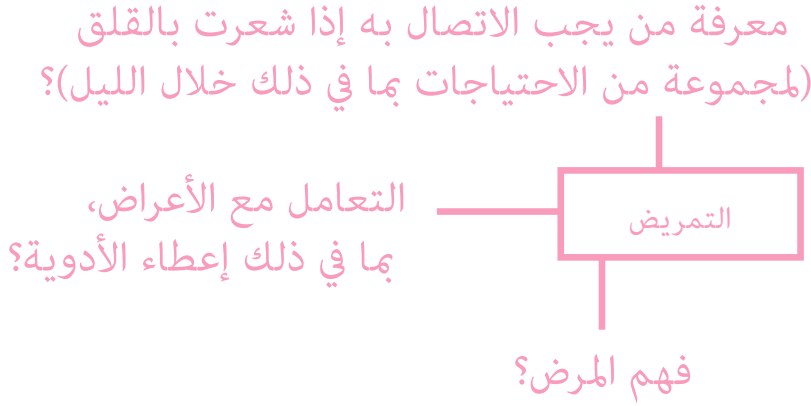 معرفة من يجب الاتصال به إذا شعرت بالقلق
(لمجموعة من الاحتياجات بما في ذلك خلال الليل)؟
التمريض
التعامل مع الأعراض،
بما في ذلك إعطاء الأدوية؟
فهم المرض؟